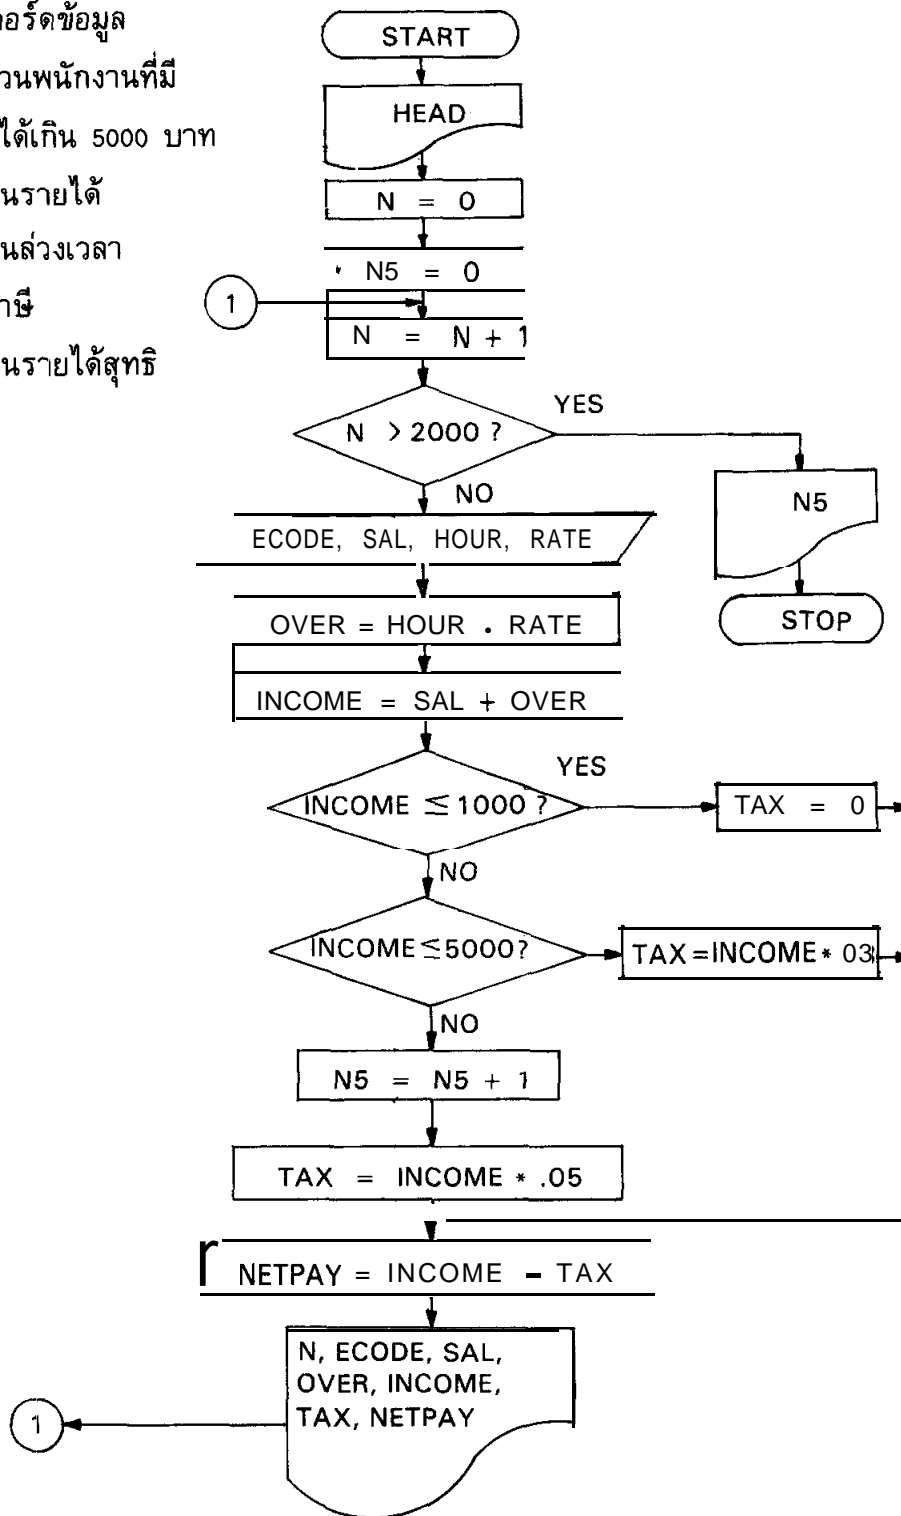 อร์ดข้อมูล
วนพนักงานที่มี
ได้เกิน 5000 บาท
นรายได้
นล่วงเวลา
าษี
นรายได้สุทธิ
START
HEAD
N = 0
N5 = 0
1
N = N + 1
N > 2000 ?
YES
NO
N5
STOP
ECODE, SAL, HOUR, RATE
OVER = HOUR . RATE
INCOME = SAL + OVER
INCOME ≦ 1000 ?
YES
TAX = 0
NO
INCOME ≤ 5000 ?
TAX = INCOME * 03
NO
N5 = N5 + 1
TAX = INCOME * .05
NETPAY = INCOME – TAX
N, ECODE, SAL,
OVER, INCOME,
TAX, NETPAY
1